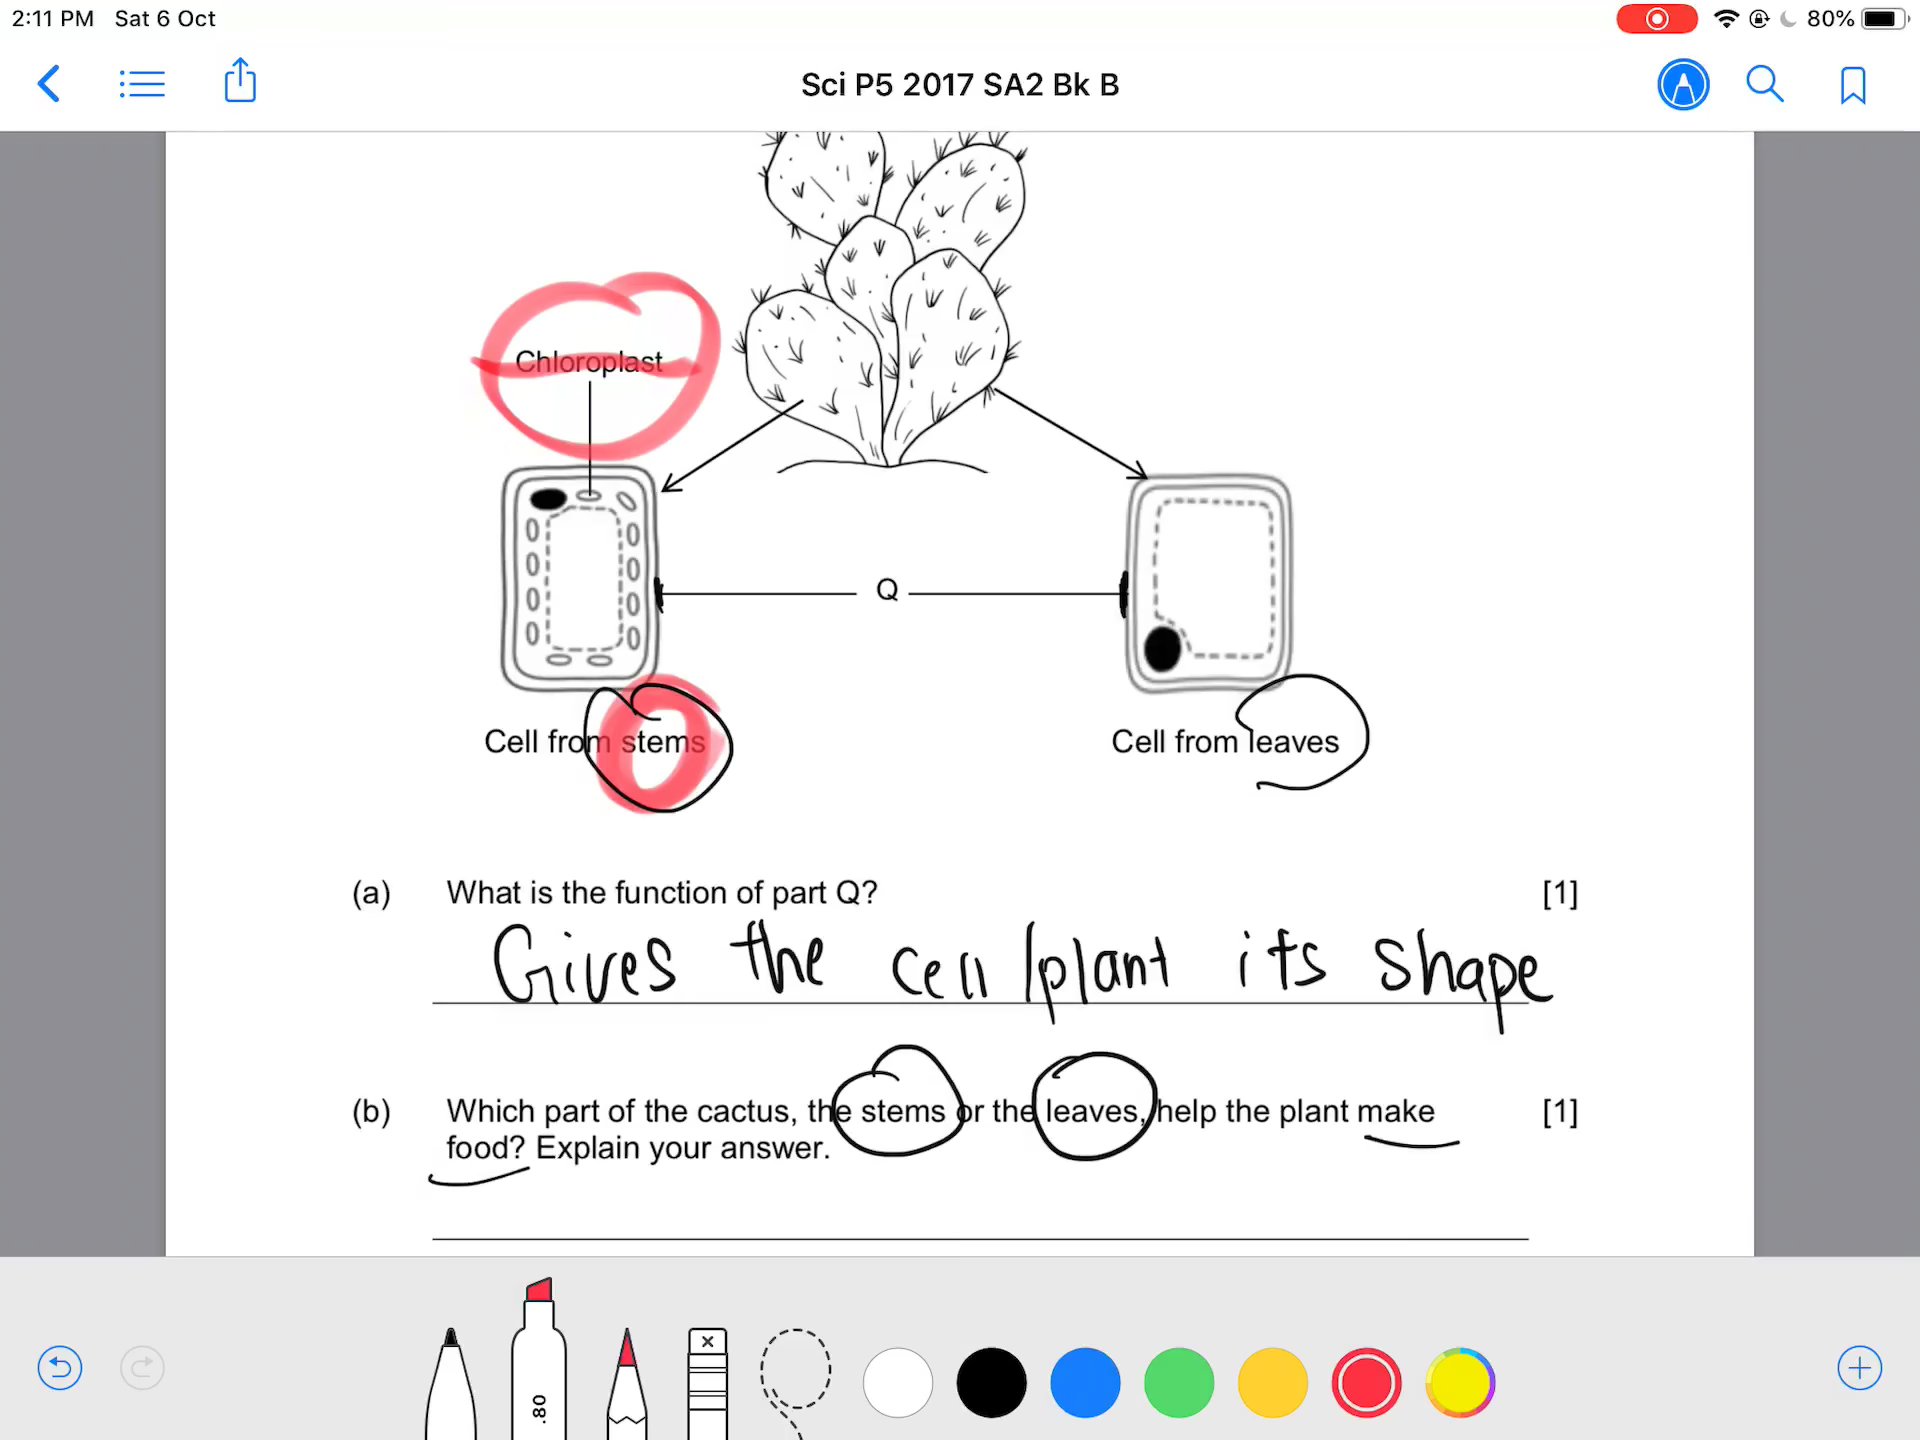 2:11 PM Sat 6 Oct
80%
Sci P5 2017 SA2 Bk B
Chloroplast
Q
Cell from stems
Cell from leaves
(a) What is the function of part Q? [1]
Gives the cell/plant its shape
(b) Which part of the cactus, the stems or the leaves, help the plant make [1]
food? Explain your answer.
.80